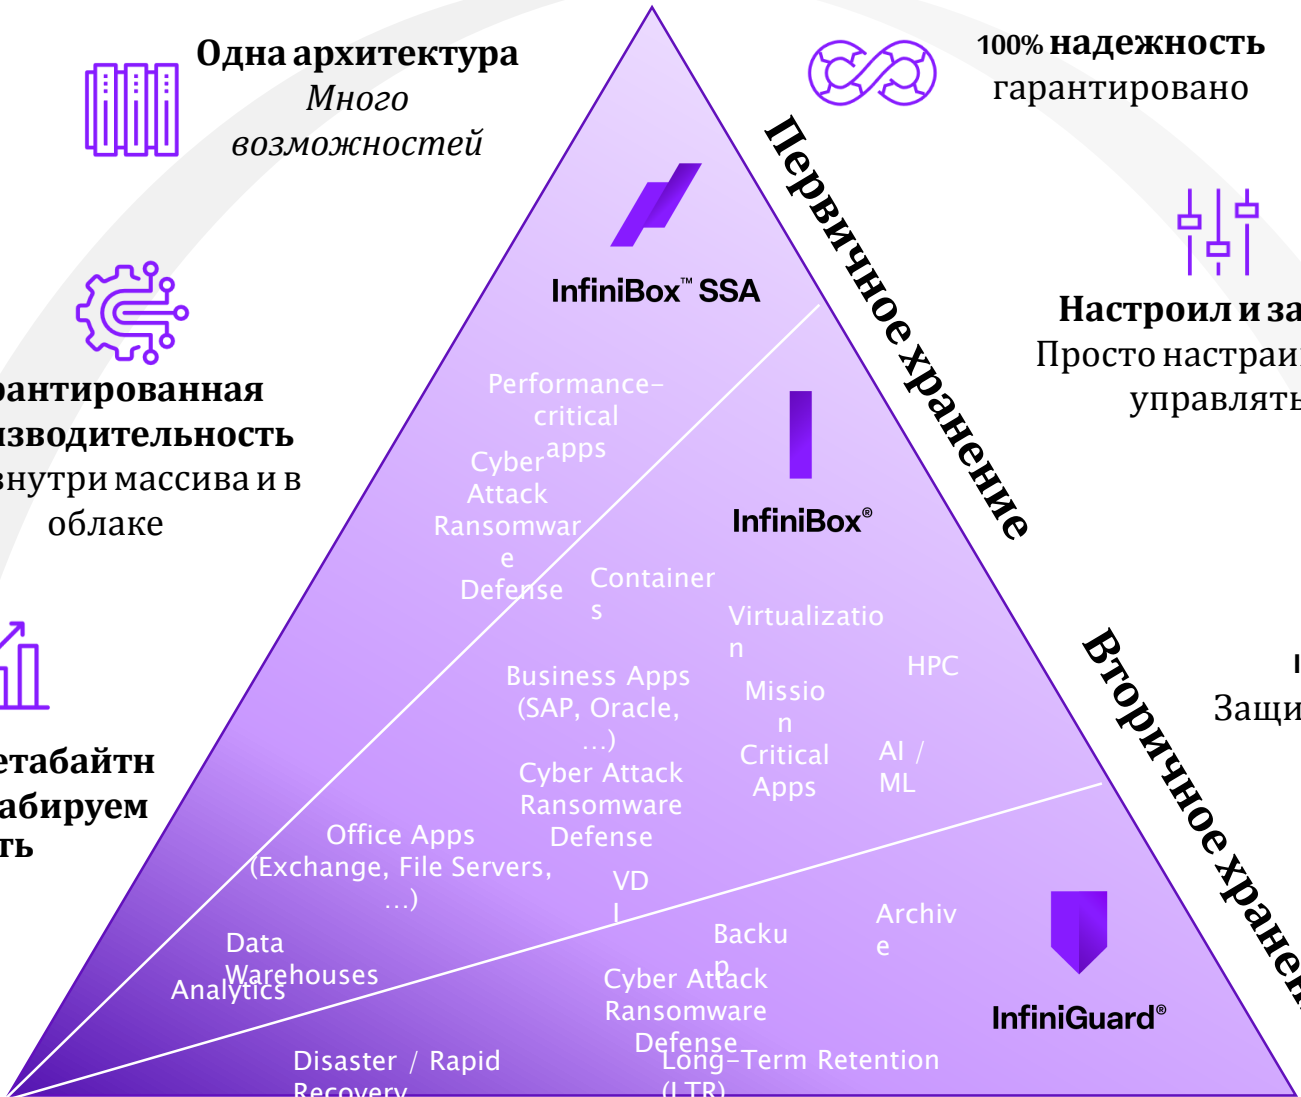 Одна архитектура
Много
возможностей
100% надежность
гарантировано
Первичное хранение
InfiniBox™ SSA
Настроил и за
Просто настраи
управлять
рантированная
изводительность
внутри массива и в
облаке
Performance-
critical
apps
Cyber
Attack
Ransomwar
e
Defense
InfiniBox®
Container
s
Virtualizatio
n
HPC
Business Apps
(SAP, Oracle,
...)
Missio
n
Critical
Apps
AI /
ML
Cyber Attack
Ransomware
Defense
Вторичное хранен
Защи
етабайтн
абируем
ть
Office Apps
(Exchange, File Servers,
...)
VD
I
Data
Warehouses
Analytics
Backu
p
Archiv
e
Cyber Attack
Ransomware
Defense
InfiniGuard®
Disaster / Rapid
Recovery
Long-Term Retention
(LTR)